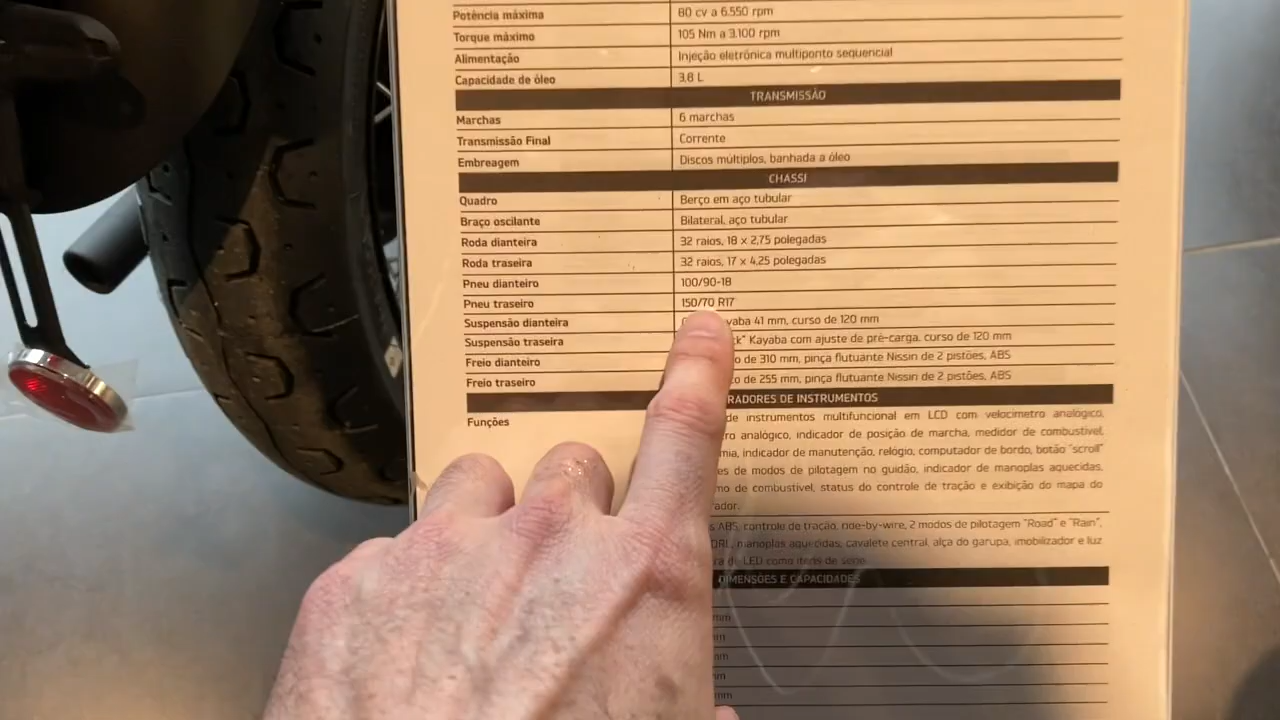 Potência máxima 80 cv a 6.550 rpm
Torque máximo 105 Nm a 3.100 rpm
Alimentação Injeção eletrônica multiponto sequencial
Capacidade de óleo 3,8 L
TRANSMISSÃO
Marchas 6 marchas
Transmissão Final Corrente
Embreagem Discos múltiplos, banhada a óleo
CHASSI
Quadro Berço em aço tubular
Braço oscilante Bilateral, aço tubular
Roda dianteira 32 raios, 18 x 2,75 polegadas
Roda traseira 32 raios, 17 x 4,25 polegadas
Pneu dianteiro 100/90-18
Pneu traseiro 150/70 R17
Suspensão dianteira 41 mm, curso de 120 mm
Suspensão traseira Kayaba com ajuste de pré-carga, curso de 120 mm
Freio dianteiro de 310 mm, pinça flutuante Nissin de 2 pistões, ABS
Freio traseiro de 255 mm, pinça flutuante Nissin de 2 pistões, ABS
DE INSTRUMENTOS
Funções de instrumentos multifuncional em LCD com velocímetro analógico,
analógico, indicador de posição de marcha, medidor de combustível,
indicador de manutenção, relógio, computador de bordo, botão "scroll"
de modos de pilotagem no guidão, indicador de manoplas aquecidas,
de combustível, status do controle de tração e exibição do mapa do
ABS, controle de tração, ride-by-wire, 2 modos de pilotagem "Road" e "Rain",
DRL, manoplas aquecidas, cavalete central, alça do garupa, imobilizador e luz
de LED como itens de série
DIMENSÕES E CAPACIDADES
mm
mm
mm
mm
mm